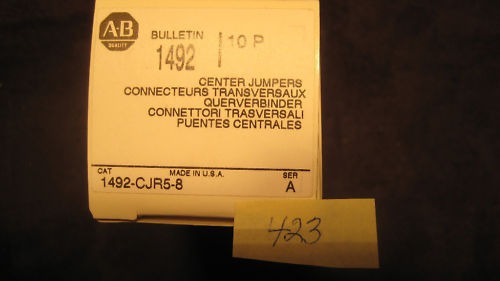 A-B
QUALITY
BULLETIN
1492
10 P
CENTER JUMPERS
CONNECTEURS TRANSVERSAUX
QUERVERBINDER
CONNETTORI TRASVERSALI
PUENTES CENTRALES
CAT
MADE IN U.S.A.
SER
1492-CJR5-8
A
423